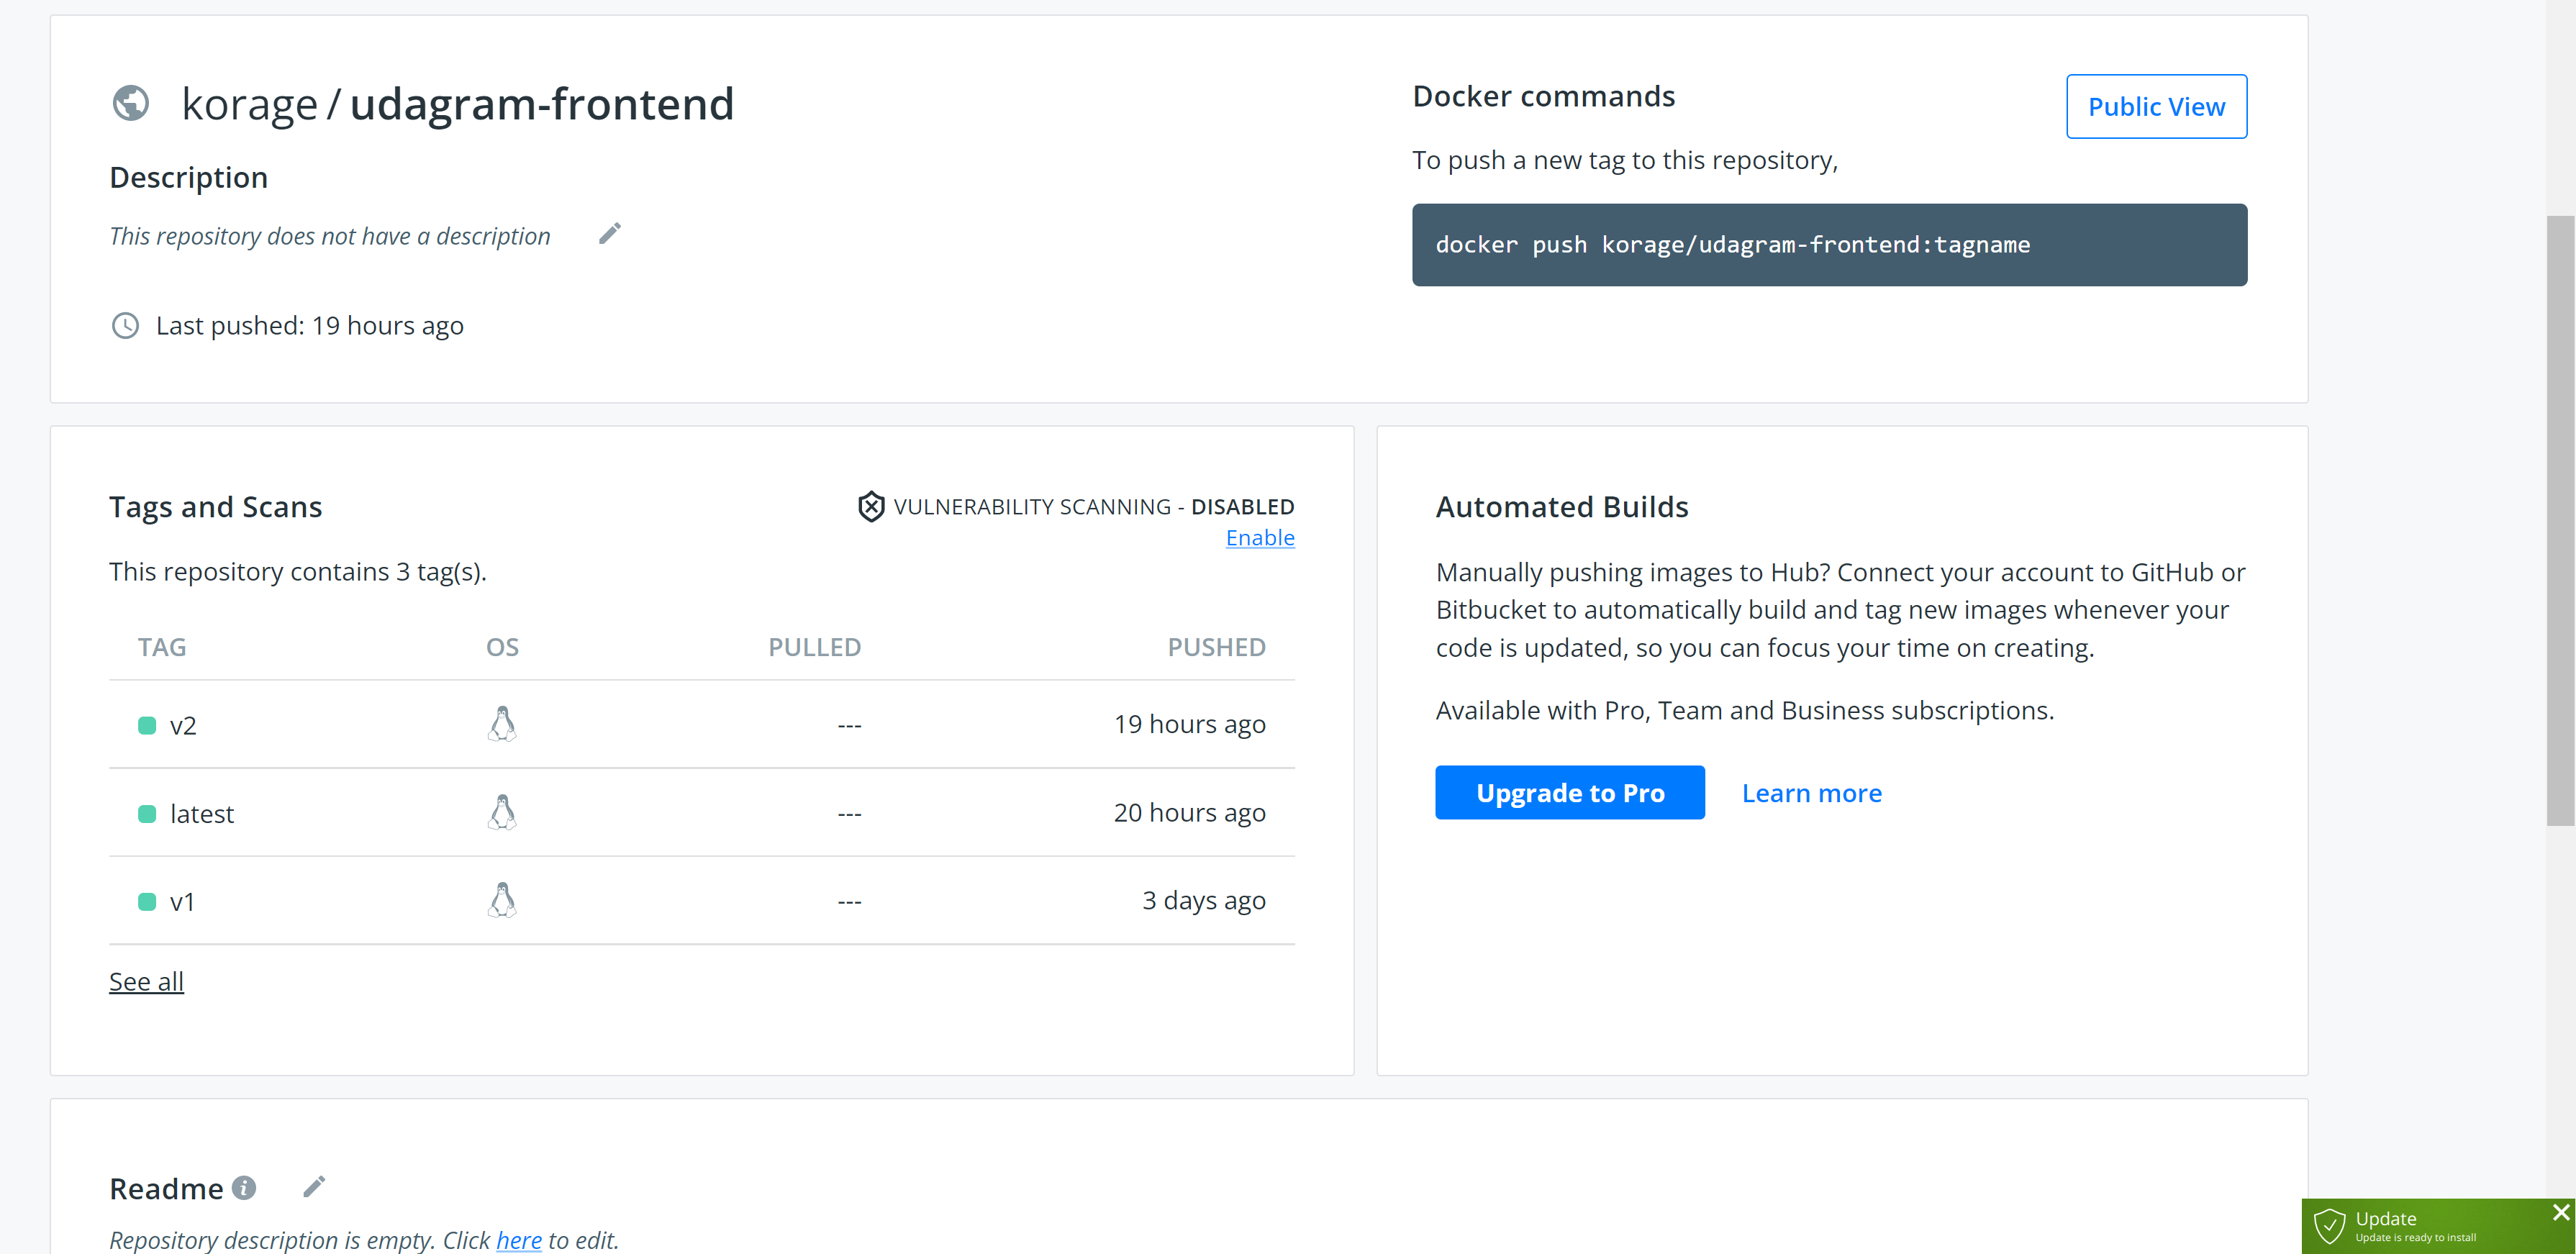 korage / udagram-frontend
Description
This repository does not have a description
Last pushed: 19 hours ago
Docker commands
Public View
To push a new tag to this repository,
docker push korage/udagram-frontend:tagname
Tags and Scans
VULNERABILITY SCANNING - DISABLED
Enable
This repository contains 3 tag(s).
TAG OS PULLED PUSHED
v2 --- 19 hours ago
latest --- 20 hours ago
v1 --- 3 days ago
See all
Automated Builds
Manually pushing images to Hub? Connect your account to GitHub or
Bitbucket to automatically build and tag new images whenever your
code is updated, so you can focus your time on creating.
Available with Pro, Team and Business subscriptions.
Upgrade to Pro Learn more
Readme
Repository description is empty. Click here to edit.
Update
Update is ready to install